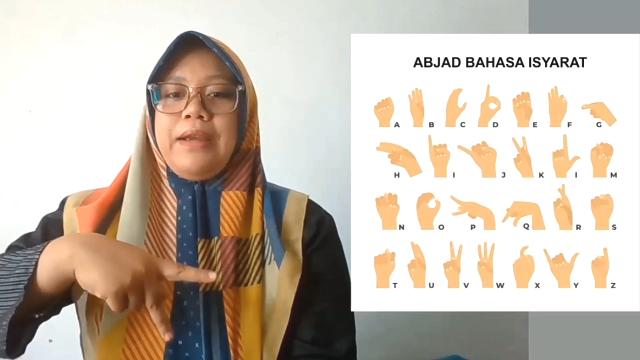 ABJAD BAHASA ISYARAT
A B C D E F G
H I J K I M
N O P Q R S
T U V W X Y Z